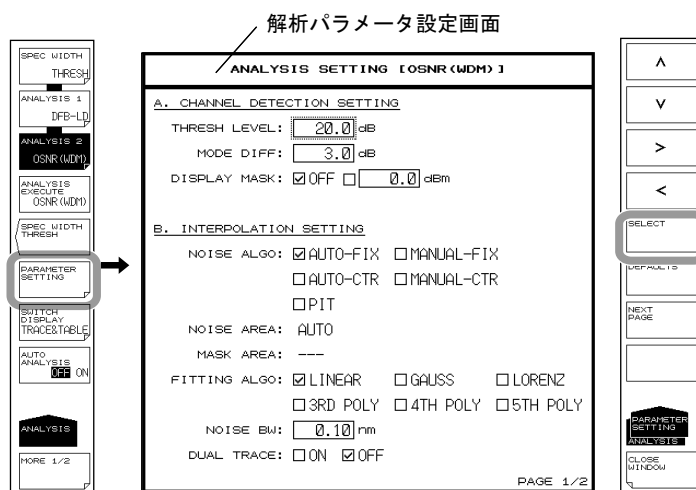 解析パラメータ設定画面
SPEC WIDTH
THRESH
ANALYSIS 1
DFB-LD
ANALYSIS 2
OSNR(WDM)
ANALYSIS
EXECUTE
OSNR(WDM)
SPEC WIDTH
THRESH
PARAMETER
SETTING
SWITCH
DISPLAY
TRACE&TABLE
AUTO
ANALYSIS
OFF ON
ANALYSIS
MORE 1/2
ANALYSIS SETTING [OSNR(WDM)]
A. CHANNEL DETECTION SETTING
THRESH LEVEL: 20.0 dB
MODE DIFF: 3.0 dB
DISPLAY MASK: ☑OFF ☐ 0.0 dBm
B. INTERPOLATION SETTING
NOISE ALGO: ☑AUTO-FIX ☐MANUAL-FIX
☐AUTO-CTR ☐MANUAL-CTR
☐PIT
NOISE AREA: AUTO
MASK AREA: ---
FITTING ALGO: ☑LINEAR ☐GAUSS ☐LORENZ
☐3RD POLY ☐4TH POLY ☐5TH POLY
NOISE BW: 0.10 nm
DUAL TRACE: ☐ON ☑OFF
PAGE 1/2
∧
∨
>
<
SELECT
DEFAULTS
NEXT
PAGE
PARAMETER
SETTING
ANALYSIS
CLOSE
WINDOW